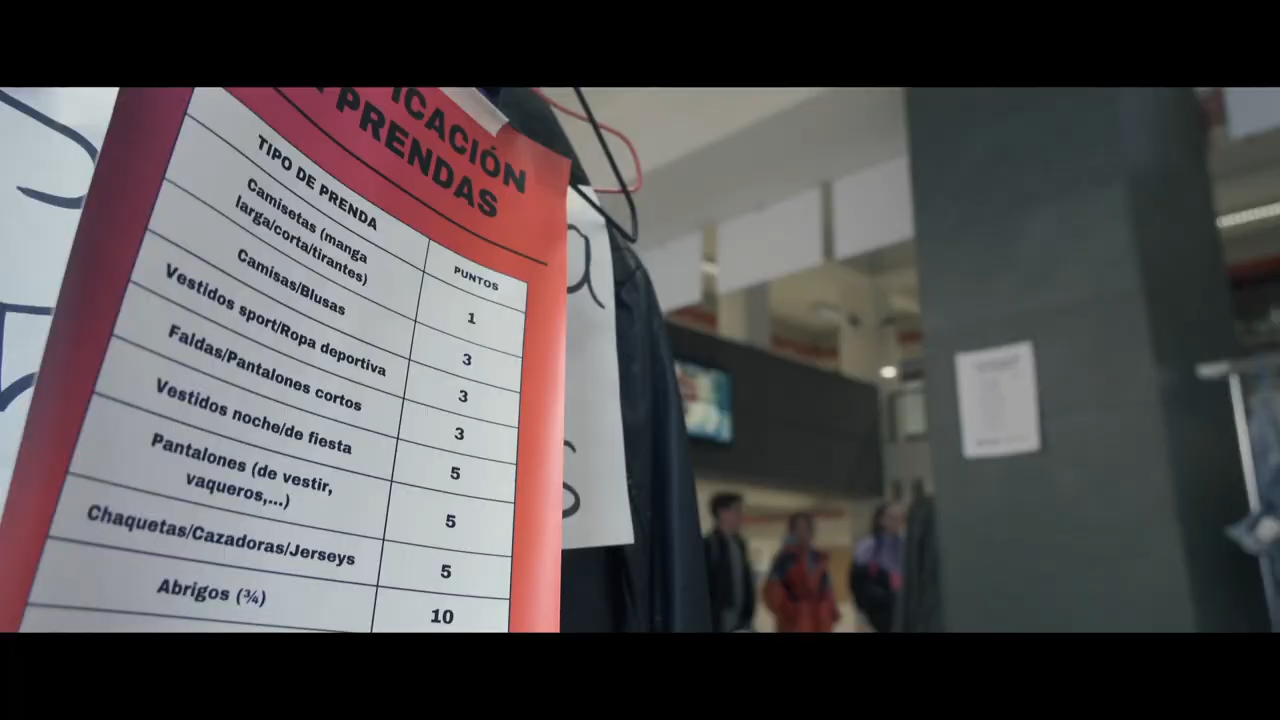 ICACIÓN
PRENDAS
TIPO DE PRENDA
PUNTOS
Camisetas (manga
larga/corta/tirantes)
1
Camisas/Blusas
3
Vestidos sport/Ropa deportiva
3
Faldas/Pantalones cortos
3
Vestidos noche/de fiesta
5
Pantalones (de vestir,
vaqueros,...)
5
Chaquetas/Cazadoras/Jerseys
5
Abrigos (¾)
10
a
s